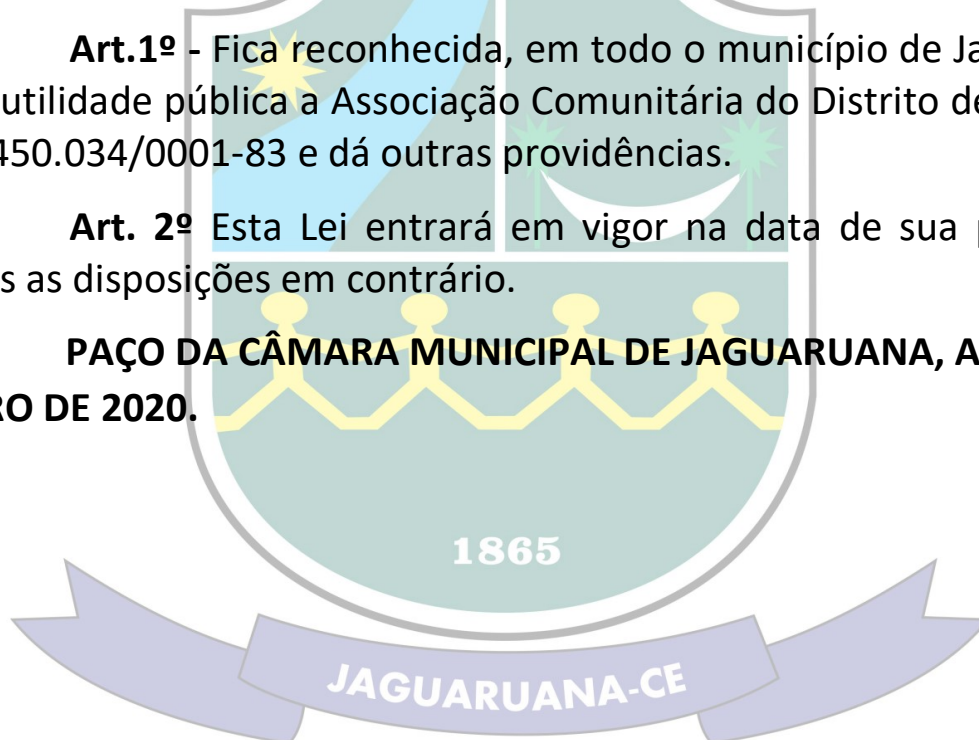 Art.1º - Fica reconhecida, em todo o município de Ja
utilidade pública a Associação Comunitária do Distrito de
450.034/0001-83 e dá outras providências.
Art. 2º Esta Lei entrará em vigor na data de sua p
s as disposições em contrário.
PAÇO DA CÂMARA MUNICIPAL DE JAGUARUANA, A
RO DE 2020.
1865
JAGUARUANA-CE